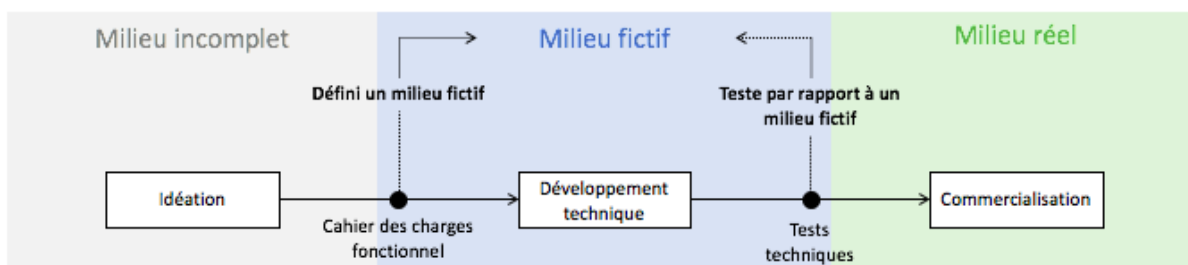 Milieu incomplet
Milieu fictif
Milieu réel
Défini un milieu fictif
Teste par rapport à un
milieu fictif
Idéation
Développement
technique
Commercialisation
Cahier des charges
fonctionnel
Tests
techniques